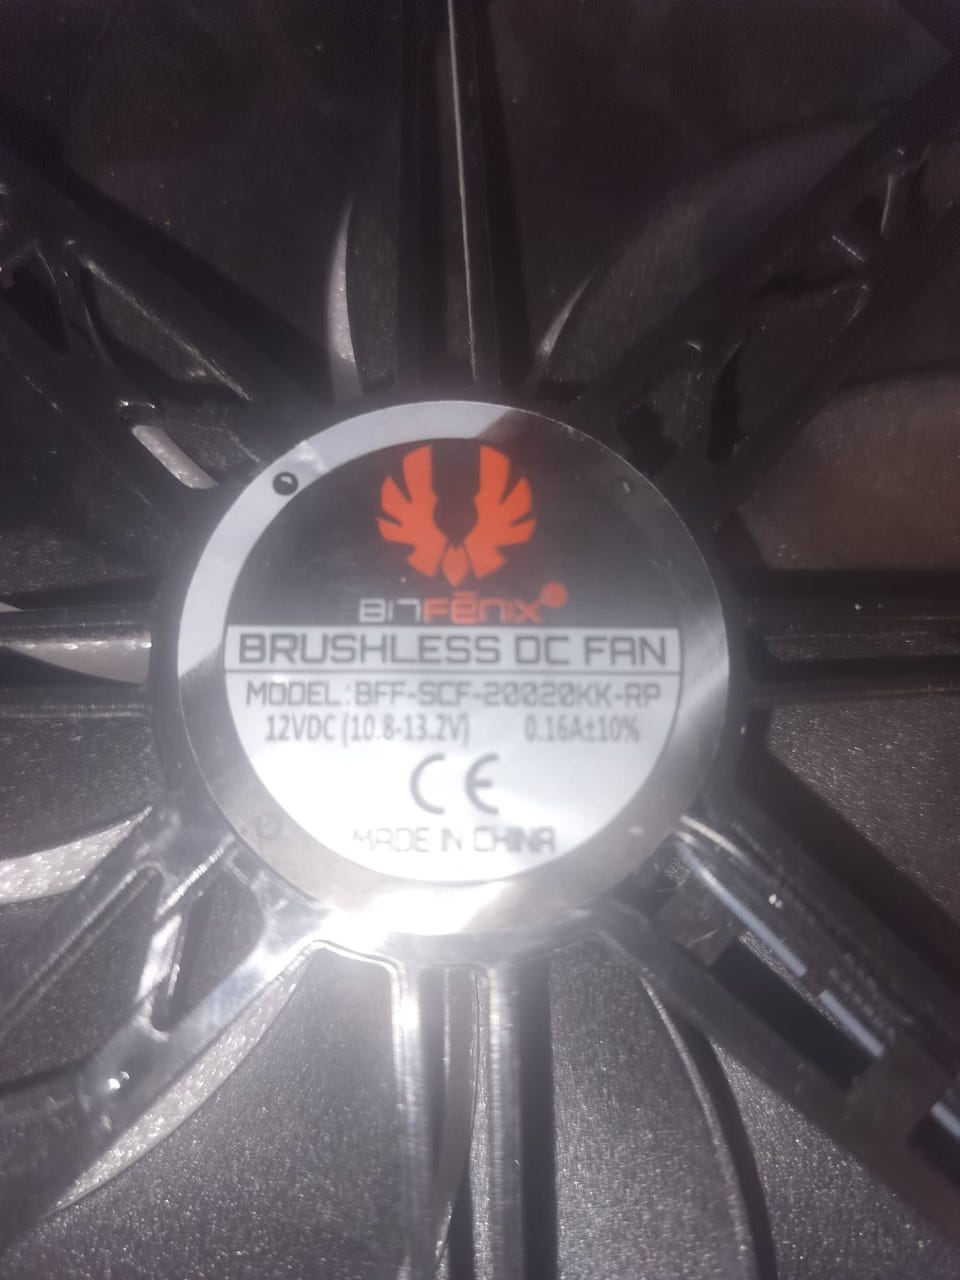 BITFENIX
BRUSHLESS DC FAN
MODEL:BFF-SCF-20020KK-RP
12VDC (10.8-13.2V) 0.16A±10%
CE
MADE IN CHINA